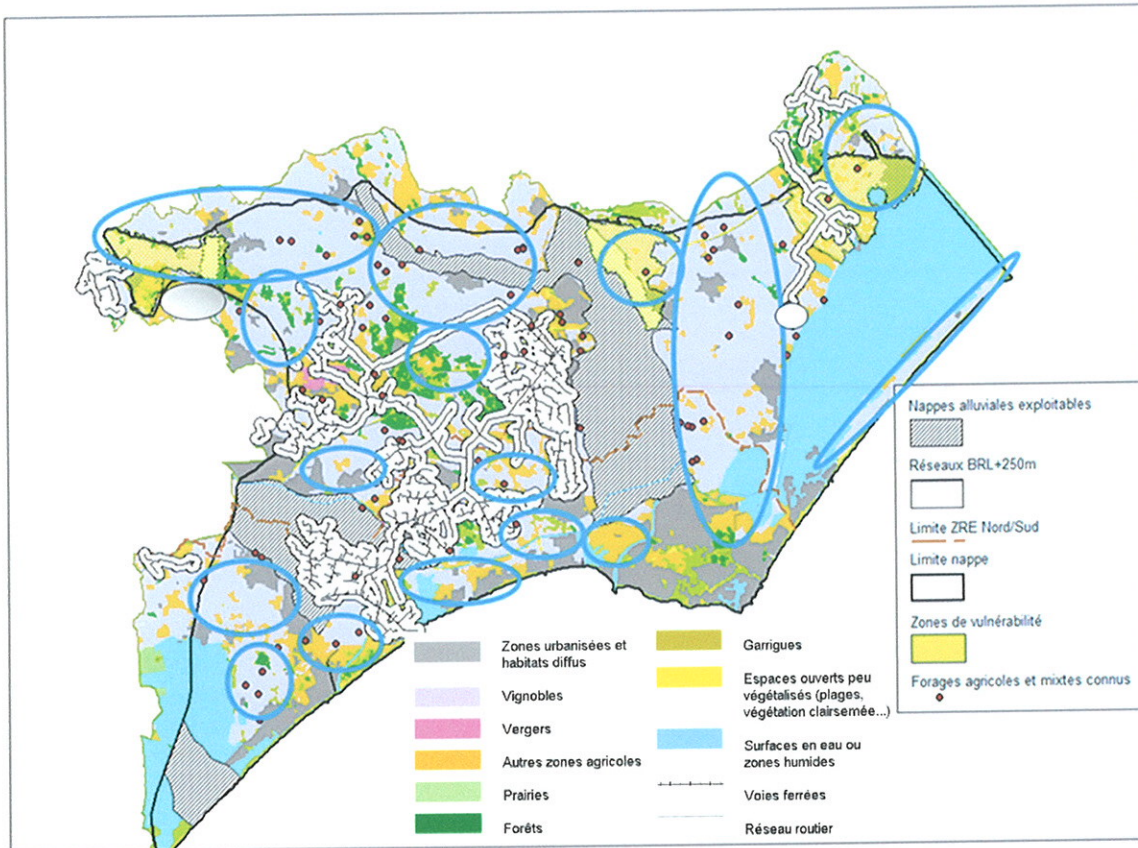 Nappes alluviales exploitables
Réseaux BRL+250m
Limite ZRE Nord/Sud
Limite nappe
Zones de vulnérabilité
Forages agricoles et mixtes connus
Zones urbanisées et
habitats diffus
Vignobles
Vergers
Autres zones agricoles
Prairies
Forêts
Garrigues
Espaces ouverts peu
végétalisés (plages,
végétation clairsemée...)
Surfaces en eau ou
zones humides
Voies ferrées
Réseau routier